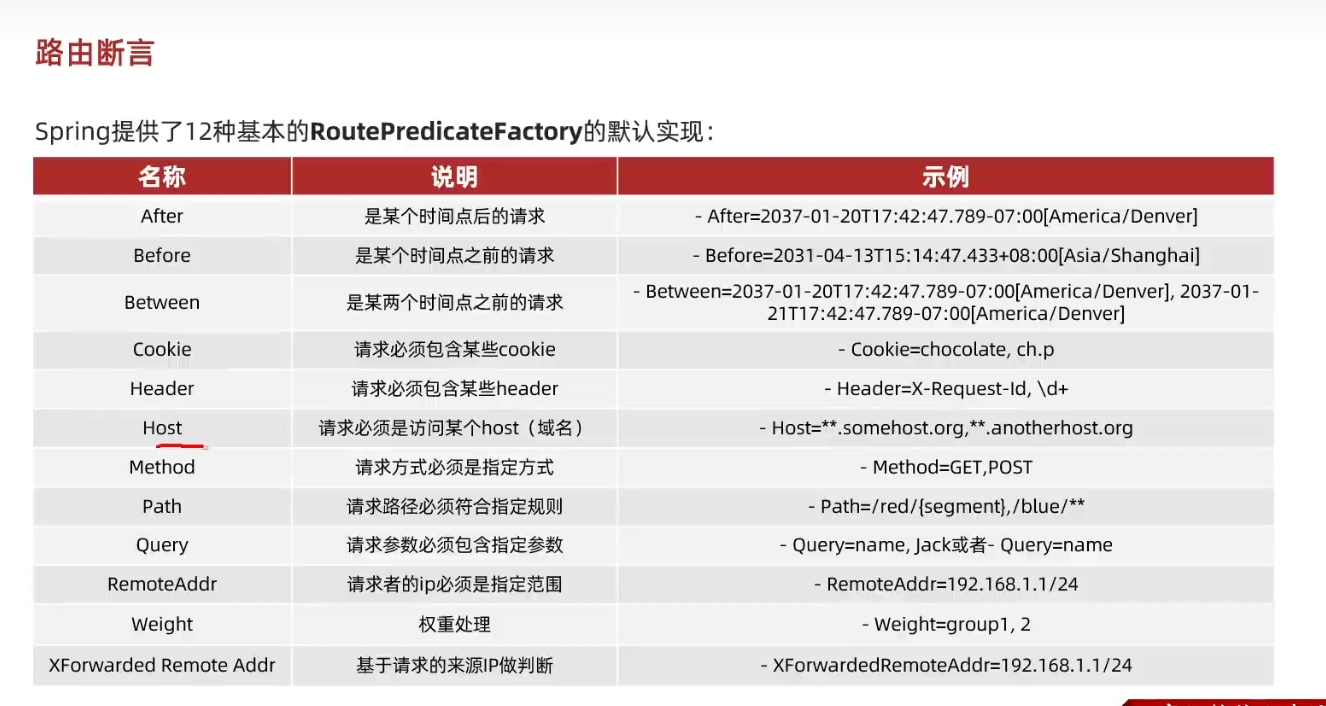 路由断言
Spring提供了12种基本的RoutePredicateFactory的默认实现：
名称 说明 示例
After 是某个时间点后的请求 - After=2037-01-20T17:42:47.789-07:00[America/Denver]
Before 是某个时间点之前的请求 - Before=2031-04-13T15:14:47.433+08:00[Asia/Shanghai]
Between 是某两个时间点之前的请求 - Between=2037-01-20T17:42:47.789-07:00[America/Denver], 2037-01-
21T17:42:47.789-07:00[America/Denver]
Cookie 请求必须包含某些cookie - Cookie=chocolate, ch.p
Header 请求必须包含某些header - Header=X-Request-Id, \d+
Host 请求必须是访问某个host（域名） - Host=**.somehost.org,**.anotherhost.org
Method 请求方式必须是指定方式 - Method=GET,POST
Path 请求路径必须符合指定规则 - Path=/red/{segment},/blue/**
Query 请求参数必须包含指定参数 - Query=name, Jack或者- Query=name
RemoteAddr 请求者的ip必须是指定范围 - RemoteAddr=192.168.1.1/24
Weight 权重处理 - Weight=group1, 2
XForwarded Remote Addr 基于请求的来源IP做判断 - XForwardedRemoteAddr=192.168.1.1/24